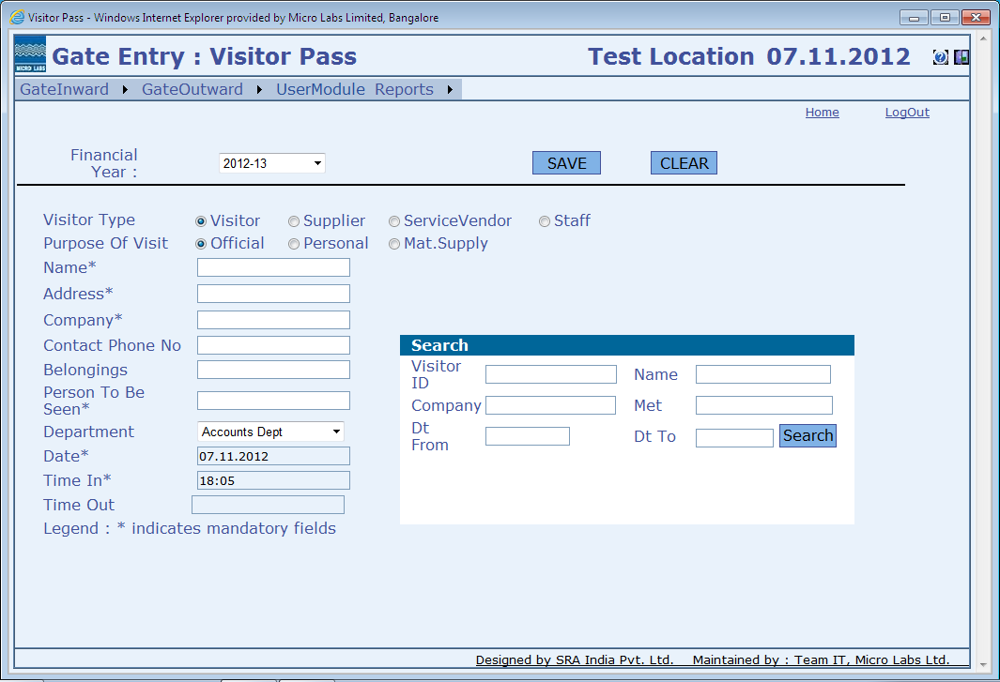 Visitor Pass - Windows Internet Explorer provided by Micro Labs Limited, Bangalore
MICRO LABS
Gate Entry : Visitor Pass
Test Location 07.11.2012
GateInward GateOutward UserModule Reports
Home LogOut
Financial
Year :
2012-13
SAVE CLEAR
Visitor Type Visitor Supplier ServiceVendor Staff
Purpose Of Visit Official Personal Mat.Supply
Name*
Address*
Company*
Contact Phone No
Belongings
Person To Be
Seen*
Department Accounts Dept
Date* 07.11.2012
Time In* 18:05
Time Out
Legend : * indicates mandatory fields
Search
Visitor
ID
Name
Company Met
Dt
From
Dt To Search
Designed by SRA India Pvt. Ltd. Maintained by : Team IT, Micro Labs Ltd.